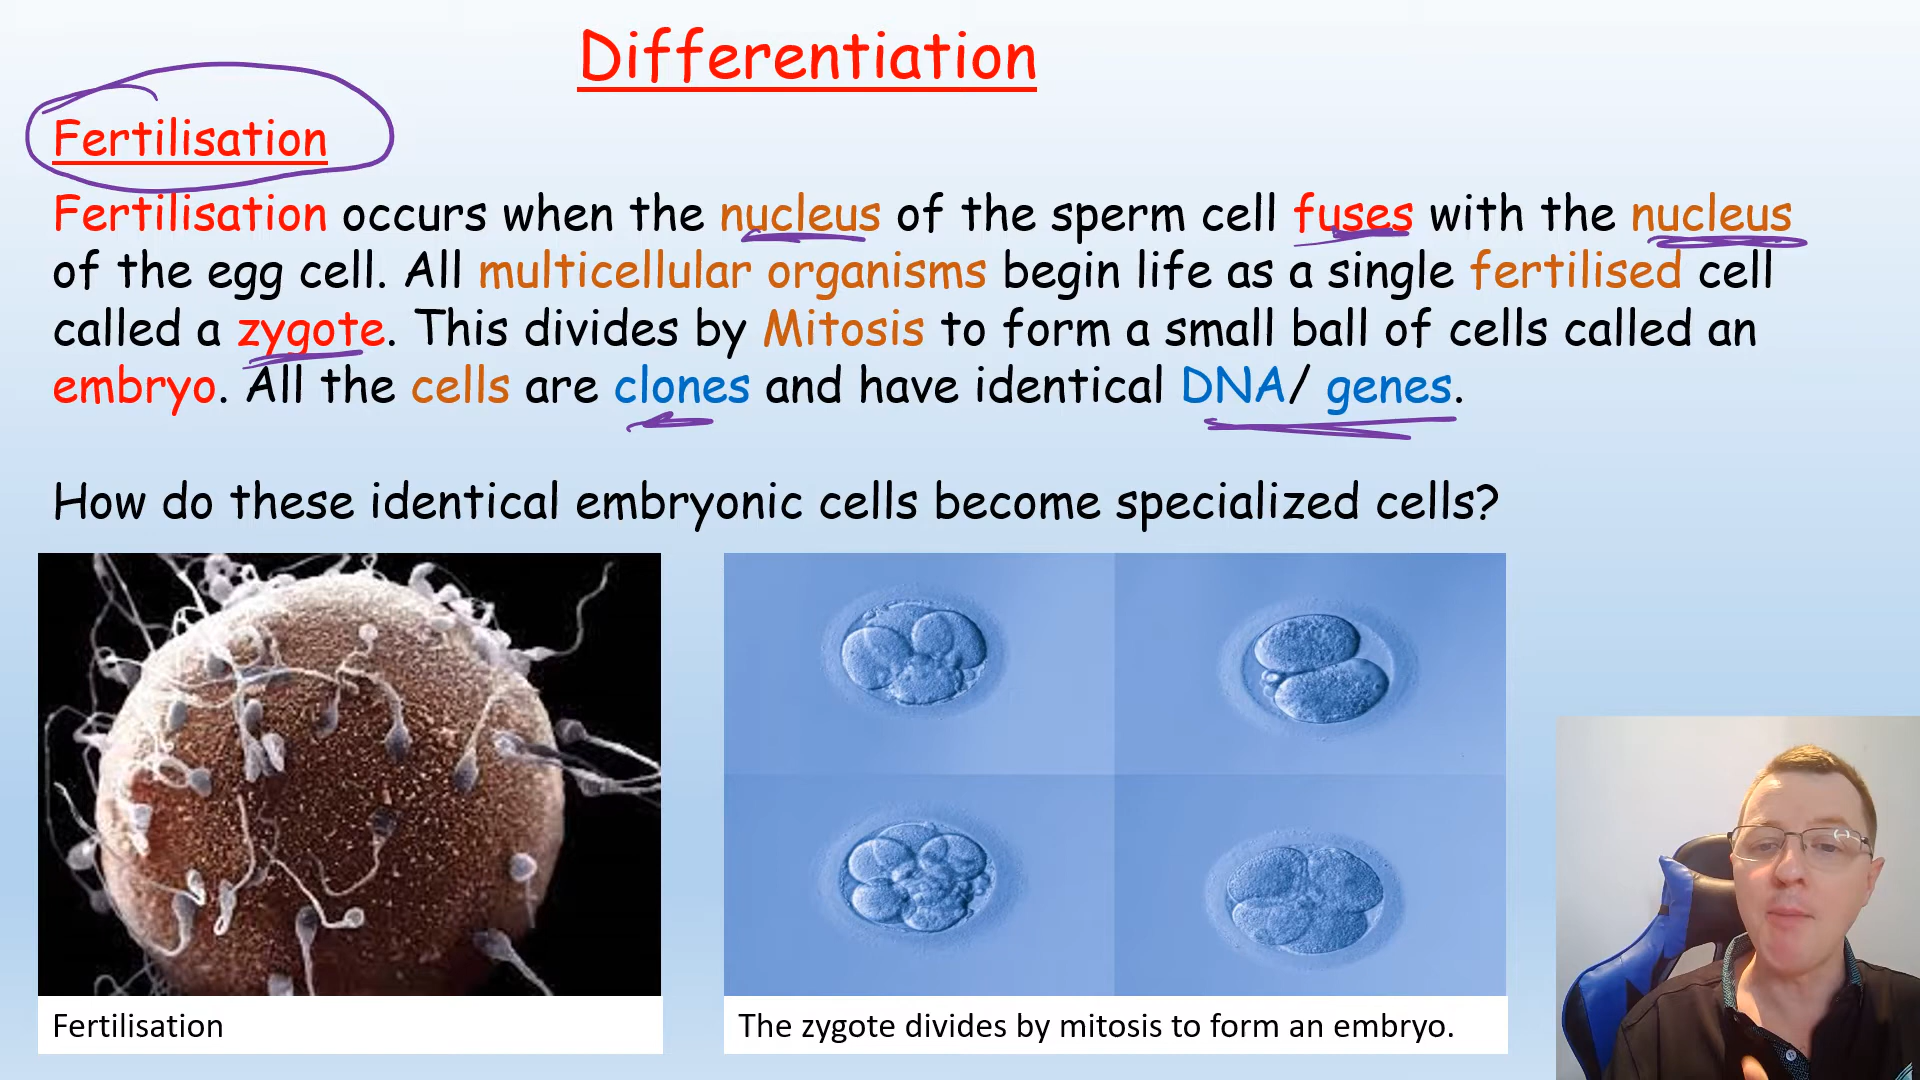 Differentiation
Fertilisation
Fertilisation occurs when the nucleus of the sperm cell fuses with the nucleus
of the egg cell. All multicellular organisms begin life as a single fertilised cell
called a zygote. This divides by Mitosis to form a small ball of cells called an
embryo. All the cells are clones and have identical DNA/ genes.
How do these identical embryonic cells become specialized cells?
Fertilisation
The zygote divides by mitosis to form an embryo.